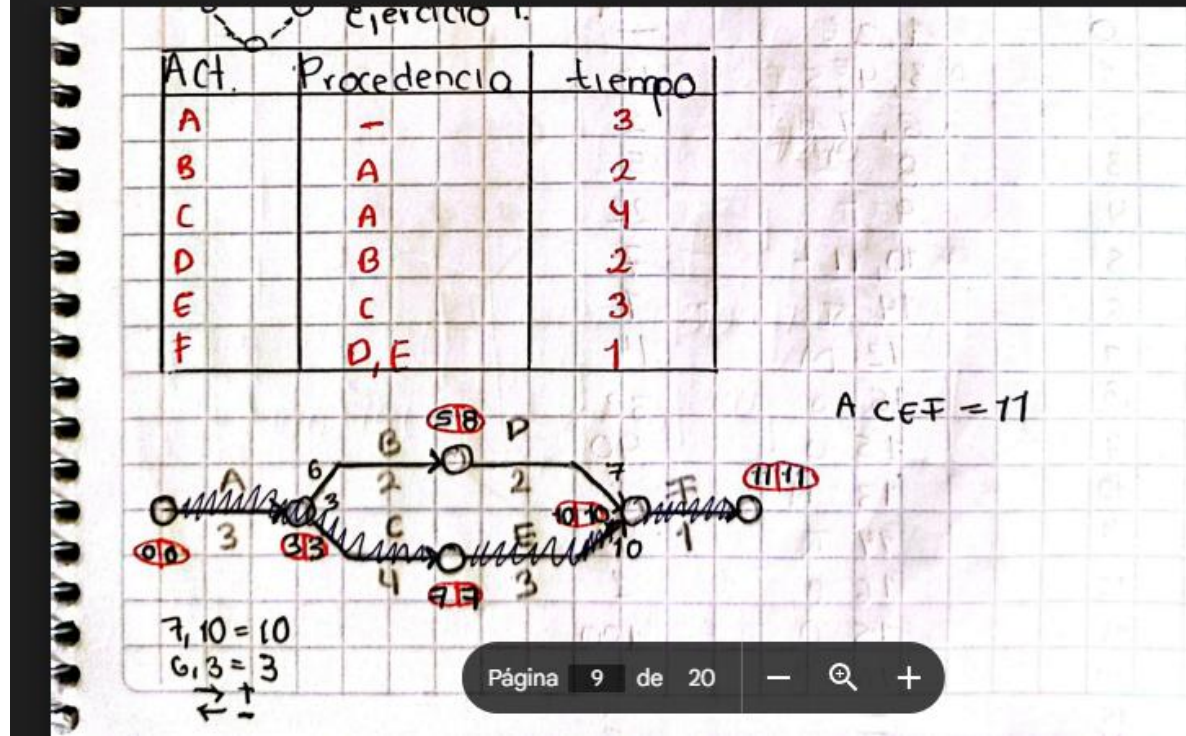 ejercicio 1.
Act. Procedencia tiempo
A - 3
B A 2
C A 4
D B 2
E C 3
F D,E 1
A CEF = 11
5|8
B D
6 2 2 7
11|11
A 3 F
10|10
3 C E 1
0|0 3|3 10
4 3
7|7
7, 10 = 10
6, 3 = 3
→ +
← -
Página 9 de 20 — +